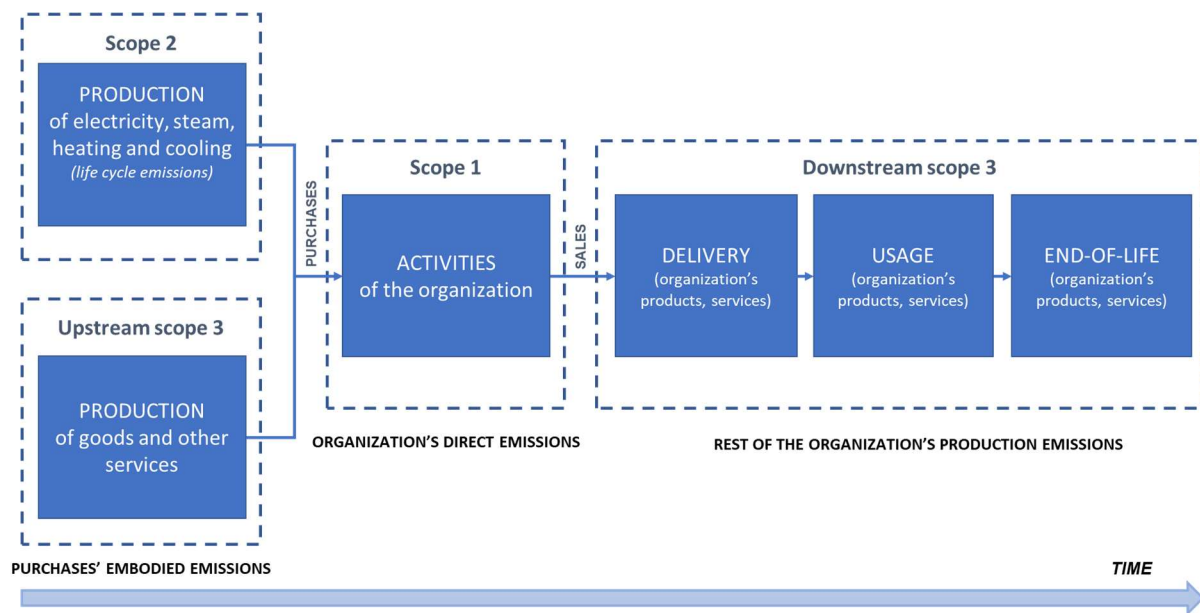 Scope 2
PRODUCTION
of electricity, steam,
heating and cooling
(life cycle emissions)
Upstream scope 3
PRODUCTION
of goods and other
services
PURCHASES' EMBODIED EMISSIONS
PURCHASES
Scope 1
ACTIVITIES
of the organization
ORGANIZATION'S DIRECT EMISSIONS
SALES
Downstream scope 3
DELIVERY
(organization's
products, services)
USAGE
(organization's
products, services)
END-OF-LIFE
(organization's
products, services)
REST OF THE ORGANIZATION'S PRODUCTION EMISSIONS
TIME